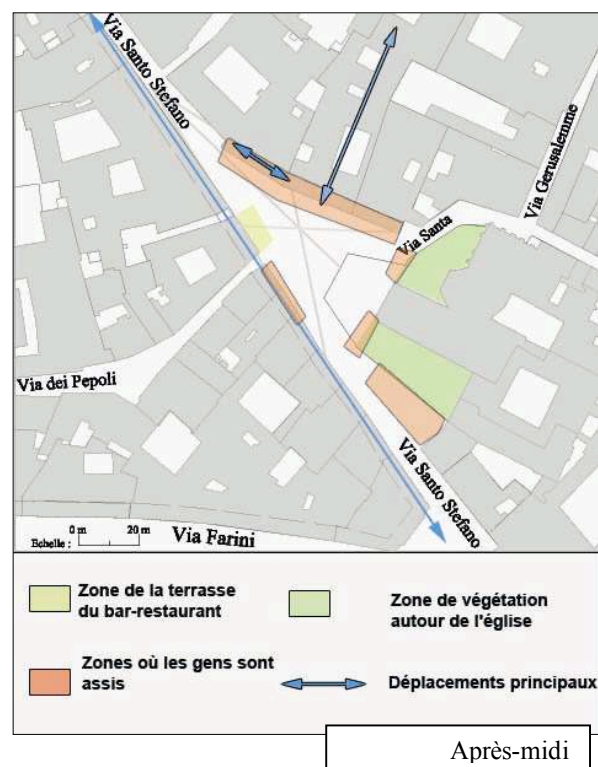 Via Santo Stefano
Via Gerusalemme
Via Santa
Via dei Pepoli
Via Santo Stefano
0 m 20 m
Echelle :
Via Farini
Zone de la terrasse
du bar-restaurant
Zone de végétation
autour de l'église
Zones où les gens sont
assis
Déplacements principaux
Après-midi